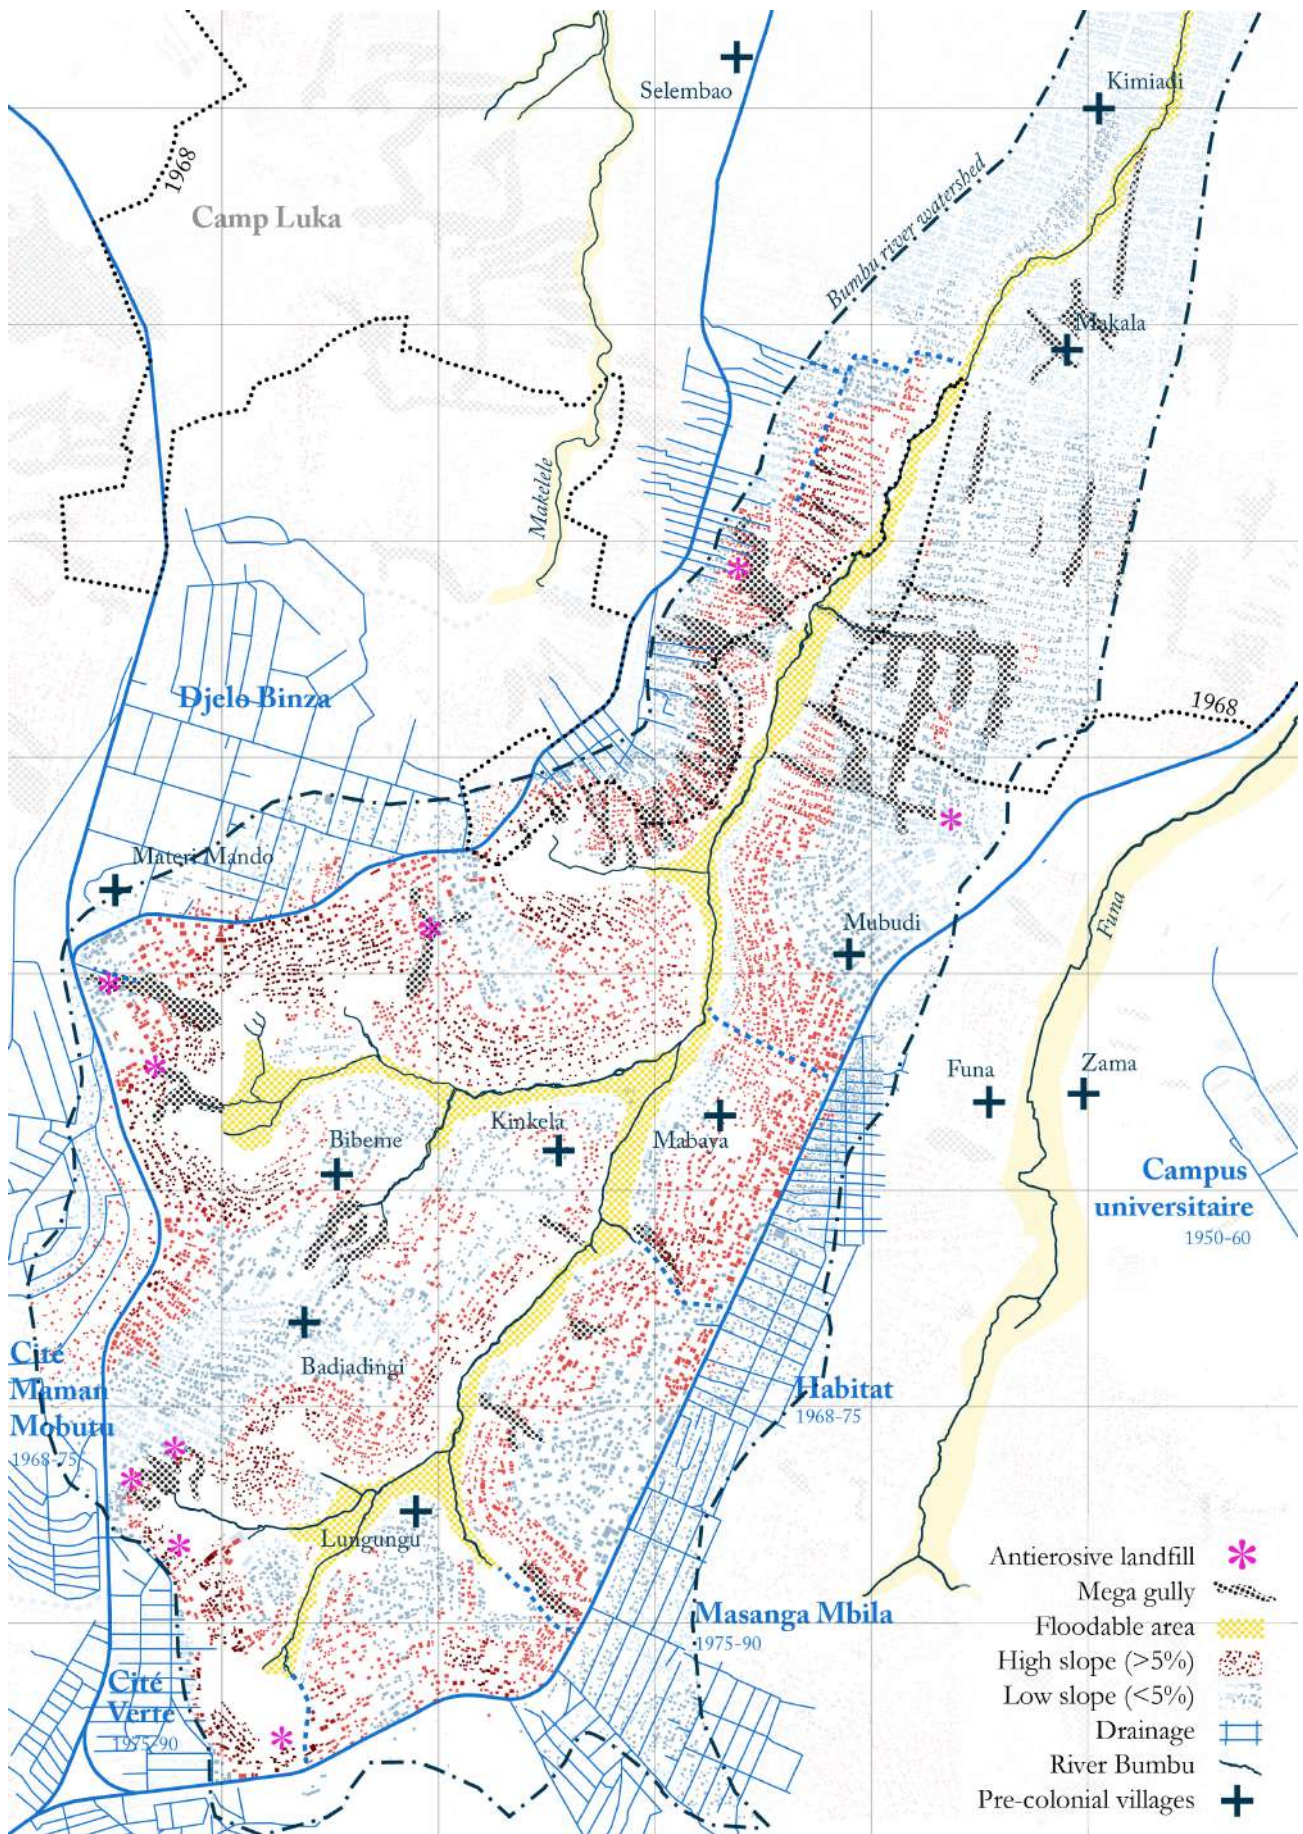 Selembao
Kimiadi
1968
Camp Luka
Bumbu river watershed
Makala
Makelele
Djelo Binza
1968
Materi Mando
Mubudi
Funa
Funa
Zama
Bibeme
Kinkela
Mabaya
Campus
universitaire
1950-60
Badiadingi
Cité
Maman
Mobutu
1968-75
Habitat
1968-75
Lungungu
Masanga Mbila
1975-90
Cité
Verte
1975-90
Antierosive landfill
Mega gully
Floodable area
High slope (>5%)
Low slope (<5%)
Drainage
River Bumbu
Pre-colonial villages